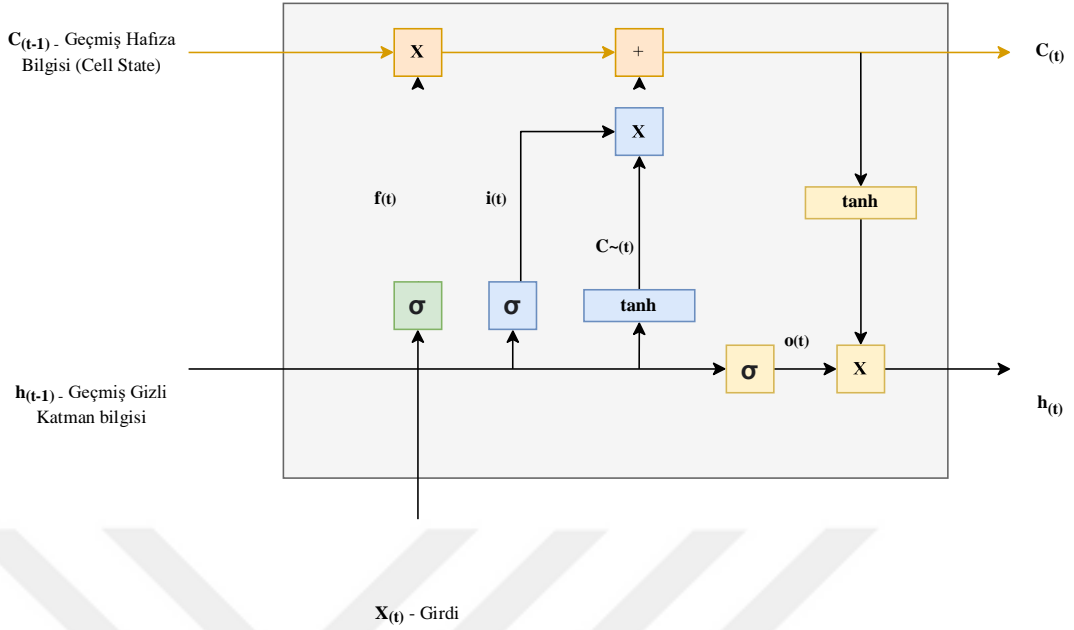 C(t-1) - Geçmiş Hafıza
Bilgisi (Cell State)
X
+
C(t)
X
f(t)
i(t)
tanh
C~(t)
σ
σ
tanh
o(t)
σ
X
h(t-1) - Geçmiş Gizli
Katman bilgisi
h(t)
X(t) - Girdi